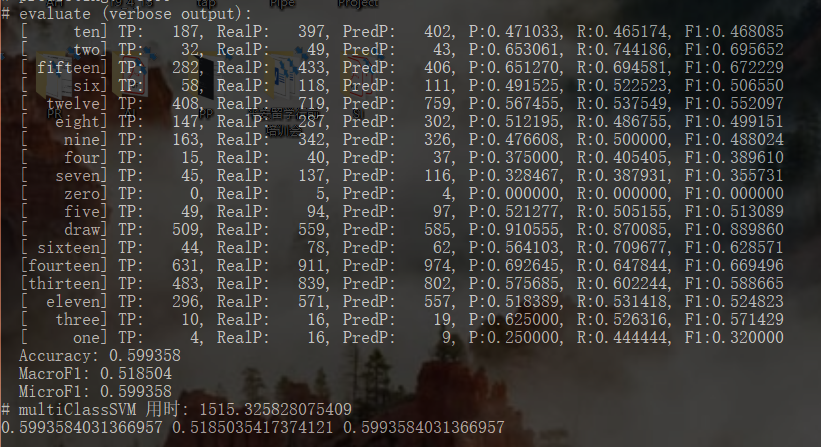 # evaluate (verbose output):
[ ten] TP: 187, RealP: 397, PredP: 402, P:0.471033, R:0.465174, F1:0.468085
[ two] TP: 32, RealP: 49, PredP: 43, P:0.653061, R:0.744186, F1:0.695652
[ fifteen] TP: 282, RealP: 433, PredP: 406, P:0.651270, R:0.694581, F1:0.672229
[ six] TP: 58, RealP: 118, PredP: 111, P:0.491525, R:0.522523, F1:0.506550
[ twelve] TP: 408, RealP: 719, PredP: 759, P:0.567455, R:0.537549, F1:0.552097
[ eight] TP: 147, RealP: 287, PredP: 302, P:0.512195, R:0.486755, F1:0.499151
[ nine] TP: 163, RealP: 342, PredP: 326, P:0.476608, R:0.500000, F1:0.488024
[ four] TP: 15, RealP: 40, PredP: 37, P:0.375000, R:0.405405, F1:0.389610
[ seven] TP: 45, RealP: 137, PredP: 116, P:0.328467, R:0.387931, F1:0.355731
[ zero] TP: 0, RealP: 5, PredP: 4, P:0.000000, R:0.000000, F1:0.000000
[ five] TP: 49, RealP: 94, PredP: 97, P:0.521277, R:0.505155, F1:0.513089
[ draw] TP: 509, RealP: 559, PredP: 585, P:0.910555, R:0.870085, F1:0.889860
[ sixteen] TP: 44, RealP: 78, PredP: 62, P:0.564103, R:0.709677, F1:0.628571
[fourteen] TP: 631, RealP: 911, PredP: 974, P:0.692645, R:0.647844, F1:0.669496
[thirteen] TP: 483, RealP: 839, PredP: 802, P:0.575685, R:0.602244, F1:0.588665
[ eleven] TP: 296, RealP: 571, PredP: 557, P:0.518389, R:0.531418, F1:0.524823
[ three] TP: 10, RealP: 16, PredP: 19, P:0.625000, R:0.526316, F1:0.571429
[ one] TP: 4, RealP: 16, PredP: 9, P:0.250000, R:0.444444, F1:0.320000
Accuracy: 0.599358
MacroF1: 0.518504
MicroF1: 0.599358
# multiClassSVM 用时: 1515.325828075409
0.5993584031366957 0.5185035417374121 0.5993584031366957